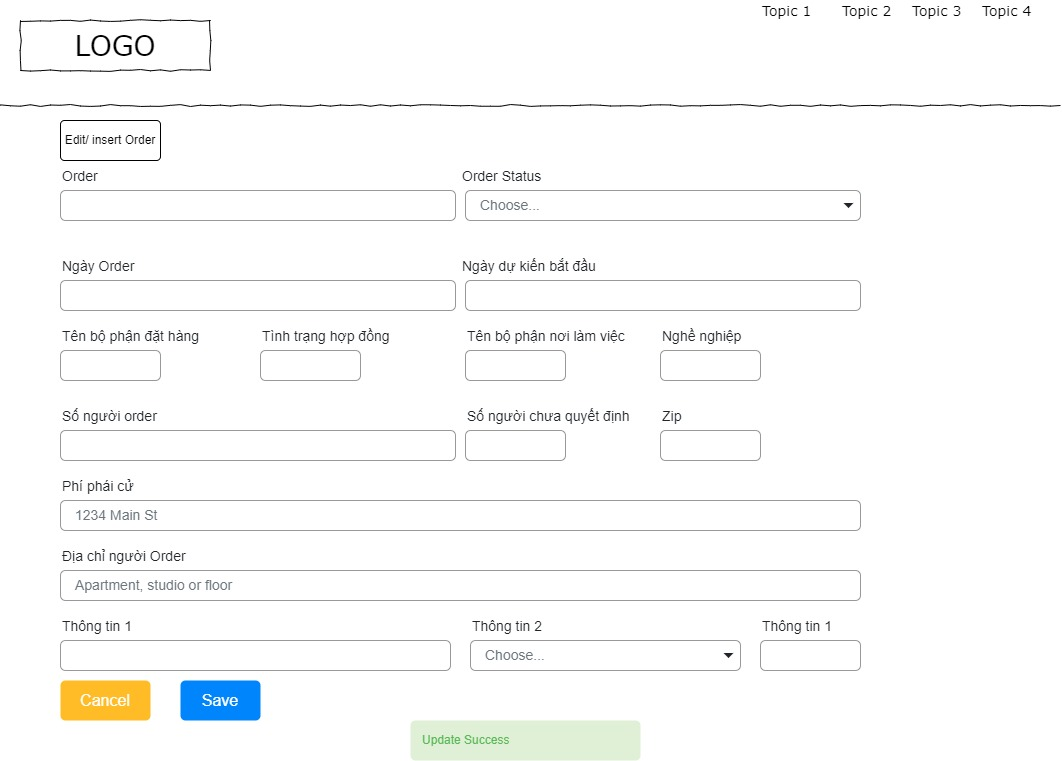 Topic 1 Topic 2 Topic 3 Topic 4
LOGO
Edit/ insert Order
Order Order Status
Choose...
Ngày Order Ngày dự kiến bắt đầu
Tên bộ phận đặt hàng Tình trạng hợp đồng Tên bộ phận nơi làm việc Nghề nghiệp
Số người order Số người chưa quyết định Zip
Phí phái cử
1234 Main St
Địa chỉ người Order
Apartment, studio or floor
Thông tin 1 Thông tin 2 Thông tin 1
Choose...
Cancel Save
Update Success